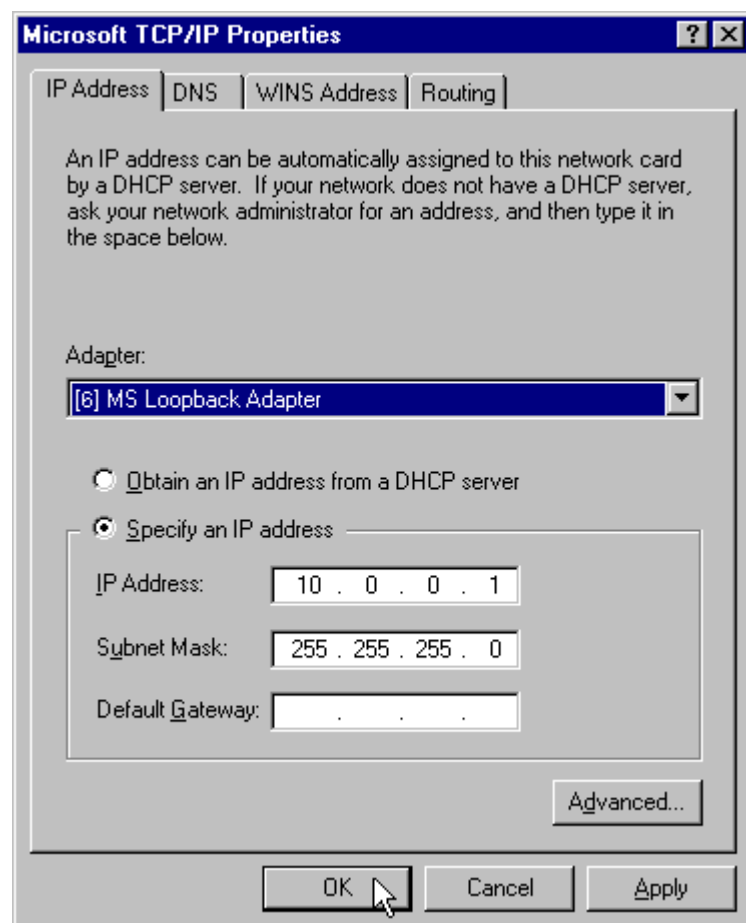 Microsoft TCP/IP Properties
IP Address DNS WINS Address Routing
An IP address can be automatically assigned to this network card
by a DHCP server. If your network does not have a DHCP server,
ask your network administrator for an address, and then type it in
the space below.
Adapter:
[6] MS Loopback Adapter
Obtain an IP address from a DHCP server
Specify an IP address
IP Address: 10 . 0 . 0 . 1
Subnet Mask: 255 . 255 . 255 . 0
Default Gateway: . . .
Advanced...
OK Cancel Apply